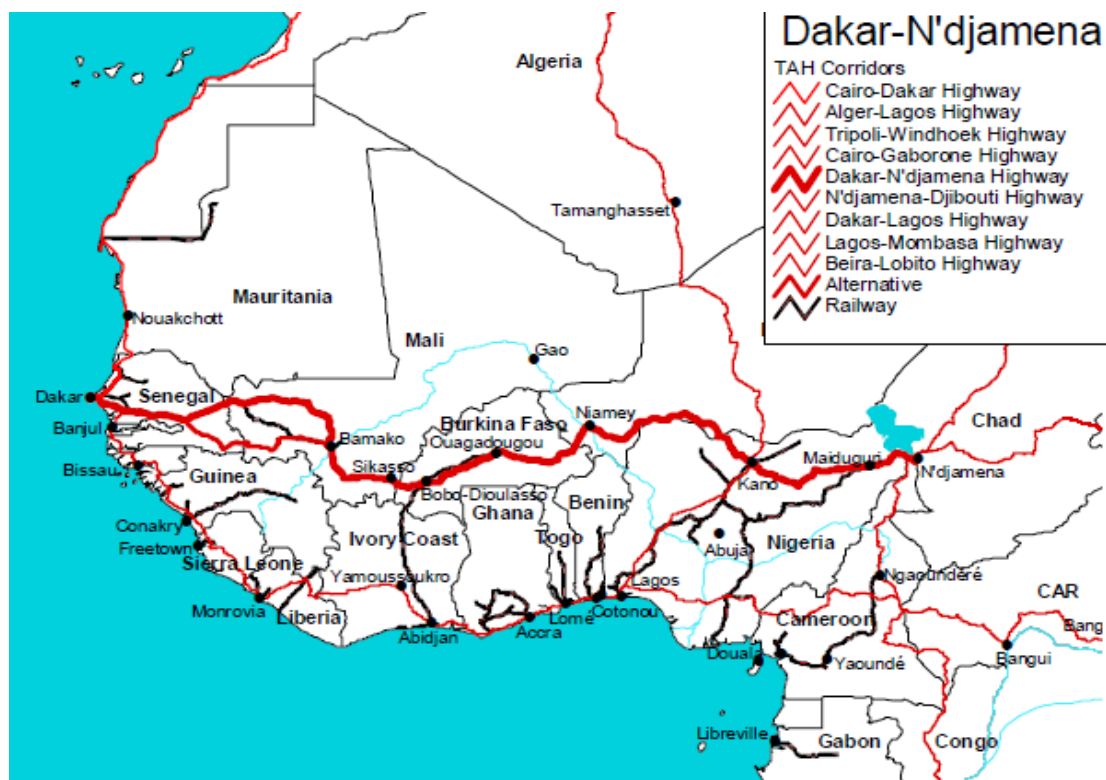 Dakar-N'djamena
TAH Corridors
Cairo-Dakar Highway
Alger-Lagos Highway
Tripoli-Windhoek Highway
Cairo-Gaborone Highway
Dakar-N'djamena Highway
N'djamena-Djibouti Highway
Dakar-Lagos Highway
Lagos-Mombasa Highway
Beira-Lobito Highway
Alternative
Railway
Algeria
Tamanghasset
Mauritania
Nouakchott
Mali
Gao
Dakar
Senegal
Banjul
Bamako
Burkina Faso
Ouagadougou
Niamey
Chad
Bissau
Guinea
Sikasso
Bobo-Dioulasso
Maiduguri
N'djamena
Kano
Benin
Ghana
Conakry
Freetown
Sierra Leone
Ivory Coast
Togo
Abuja
Nigeria
Yamoussoukro
Lagos
Ngaoundéré
Monrovia
Liberia
Abidjan
Accra
Lome
Cotonou
Cameroon
CAR
Bang
Douala
Yaoundé
Bangui
Libreville
Gabon
Congo